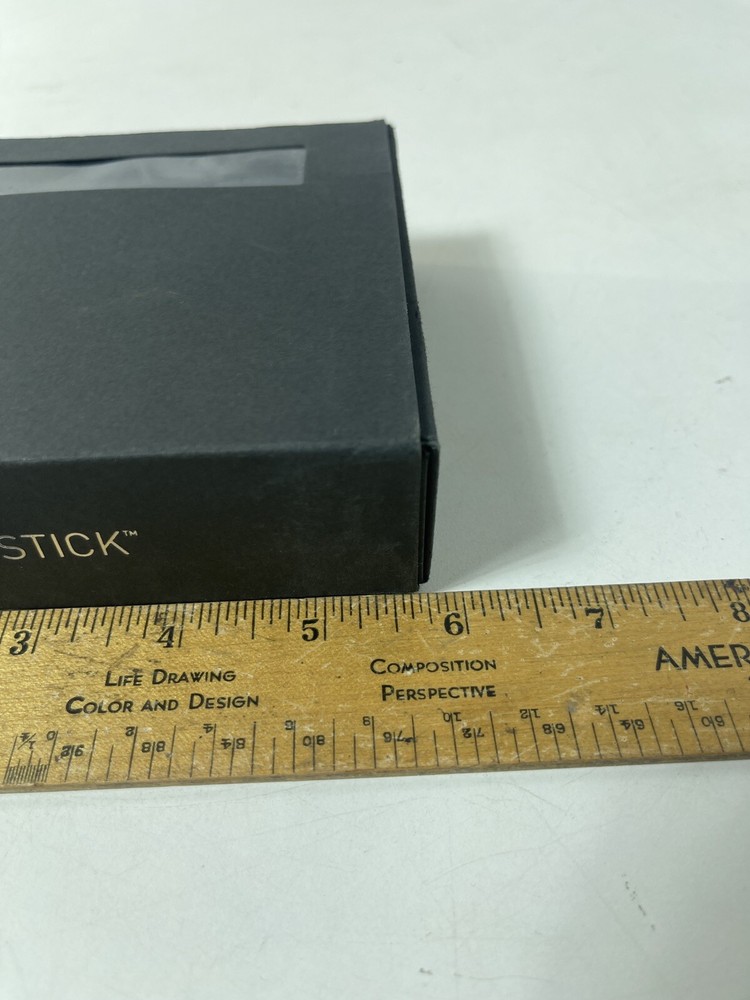 STICK™
3 4 5 6 7 8
LIFE DRAWING COMPOSITION AMER
COLOR AND DESIGN PERSPECTIVE